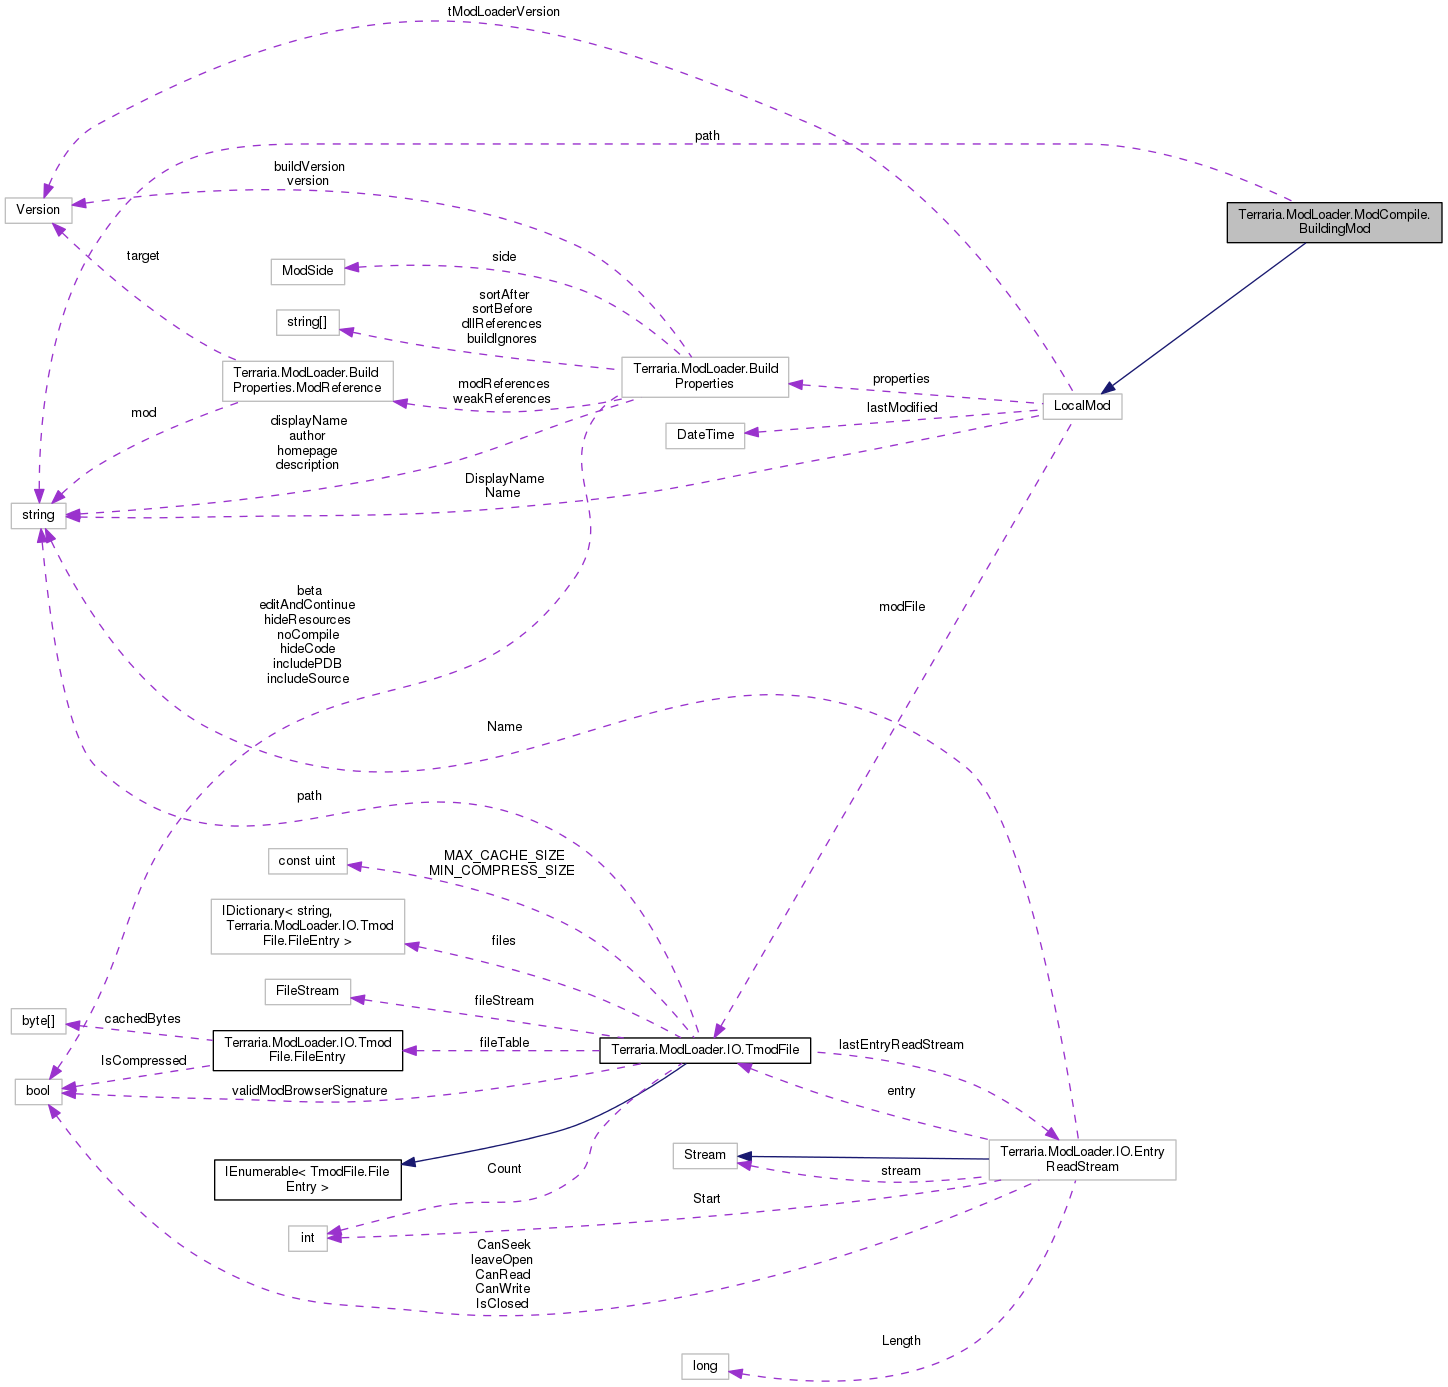 tModLoaderVersion
path
buildVersion
version
Version
Terraria.ModLoader.ModCompile.
BuildingMod
target
side
ModSide
sortAfter
sortBefore
dllReferences
buildIgnores
string[]
Terraria.ModLoader.Build
Properties.ModReference
Terraria.ModLoader.Build
Properties
properties
modReferences
weakReferences
LocalMod
lastModified
mod
displayName
author
homepage
description
DateTime
DisplayName
Name
string
beta
editAndContinue
hideResources
noCompile
hideCode
includePDB
includeSource
modFile
Name
path
const uint
MAX_CACHE_SIZE
MIN_COMPRESS_SIZE
IDictionary< string,
Terraria.ModLoader.IO.Tmod
File.FileEntry >
files
FileStream
fileStream
byte[]
cachedBytes
Terraria.ModLoader.IO.Tmod
File.FileEntry
fileTable
Terraria.ModLoader.IO.TmodFile
lastEntryReadStream
IsCompressed
bool
validModBrowserSignature
entry
IEnumerable< TmodFile.File
Entry >
Count
Stream
stream
Terraria.ModLoader.IO.Entry
ReadStream
Start
int
CanSeek
leaveOpen
CanRead
CanWrite
IsClosed
Length
long